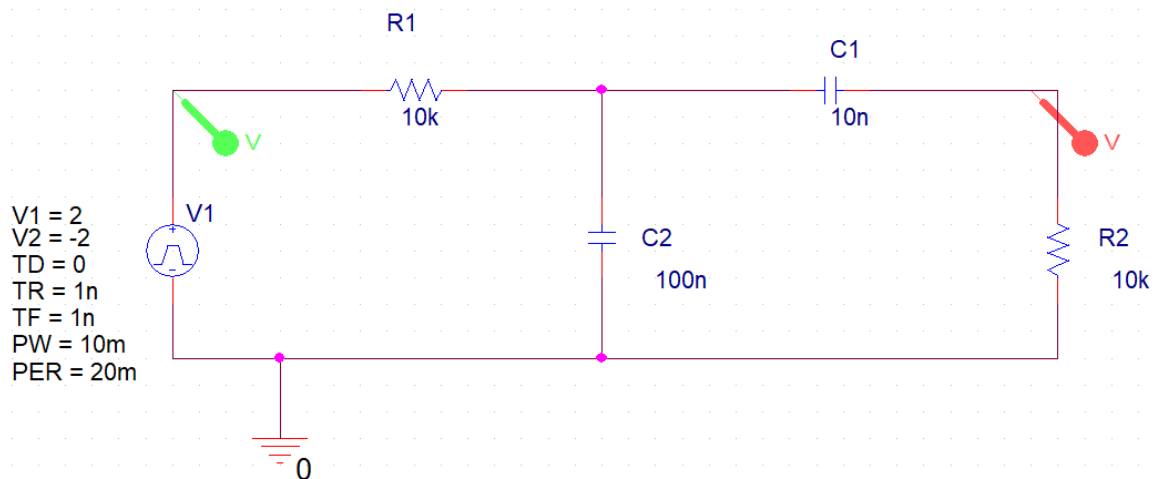 R1
10k
C1
10n
V
V
V1
V1 = 2
V2 = -2
TD = 0
TR = 1n
TF = 1n
PW = 10m
PER = 20m
C2
100n
R2
10k
0